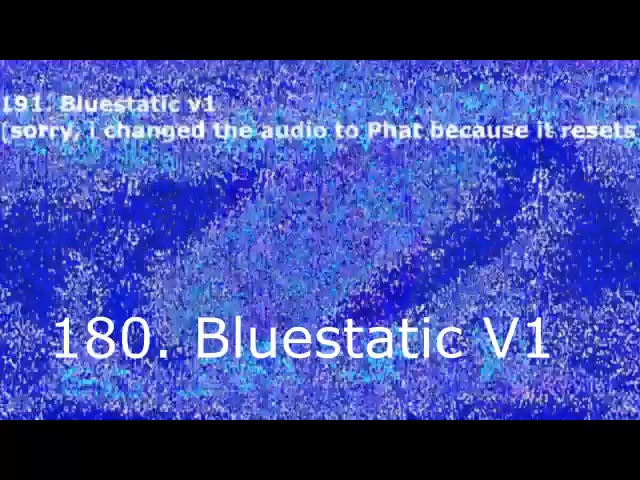 191. Bluestatic v1
(sorry, i changed the audio to Phat because it resets
180. Bluestatic V1